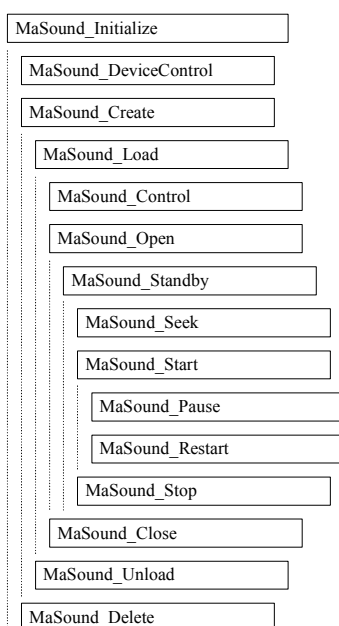 MaSound_Initialize
MaSound_DeviceControl
MaSound_Create
MaSound_Load
MaSound_Control
MaSound_Open
MaSound_Standby
MaSound_Seek
MaSound_Start
MaSound_Pause
MaSound_Restart
MaSound_Stop
MaSound_Close
MaSound_Unload
MaSound_Delete